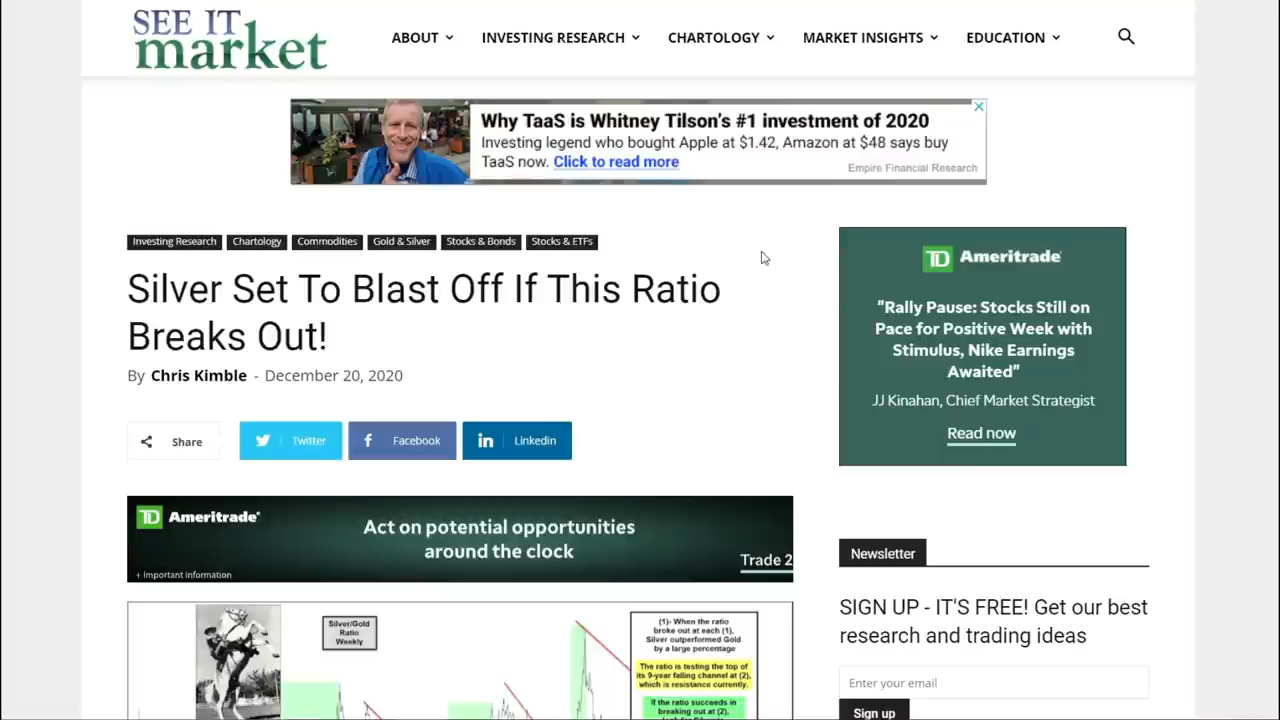 SEE IT
market
ABOUT
INVESTING RESEARCH
CHARTOLOGY
MARKET INSIGHTS
EDUCATION
Why TaaS is Whitney Tilson's #1 investment of 2020
Investing legend who bought Apple at $1.42, Amazon at $48 says buy
TaaS now. Click to read more
Empire Financial Research
Investing Research
Chartology
Commodities
Gold & Silver
Stocks & Bonds
Stocks & ETFs
Silver Set To Blast Off If This Ratio
Breaks Out!
By Chris Kimble - December 20, 2020
Share
Twitter
Facebook
Linkedin
TD Ameritrade
Act on potential opportunities
around the clock
Trade 2
+ Important Information
Silver/Gold
Ratio
Weekly
(1)- When the ratio
broke out at each (1),
Silver outperformed Gold
by a large percentage
The ratio is testing the top of
its 9-year falling channel at (2),
which is resistance currently.
If the ratio succeeds in
breaking out at (2),
TD Ameritrade
"Rally Pause: Stocks Still on
Pace for Positive Week with
Stimulus, Nike Earnings
Awaited"
JJ Kinahan, Chief Market Strategist
Read now
Newsletter
SIGN UP - IT'S FREE! Get our best
research and trading ideas
Enter your email
Sign up